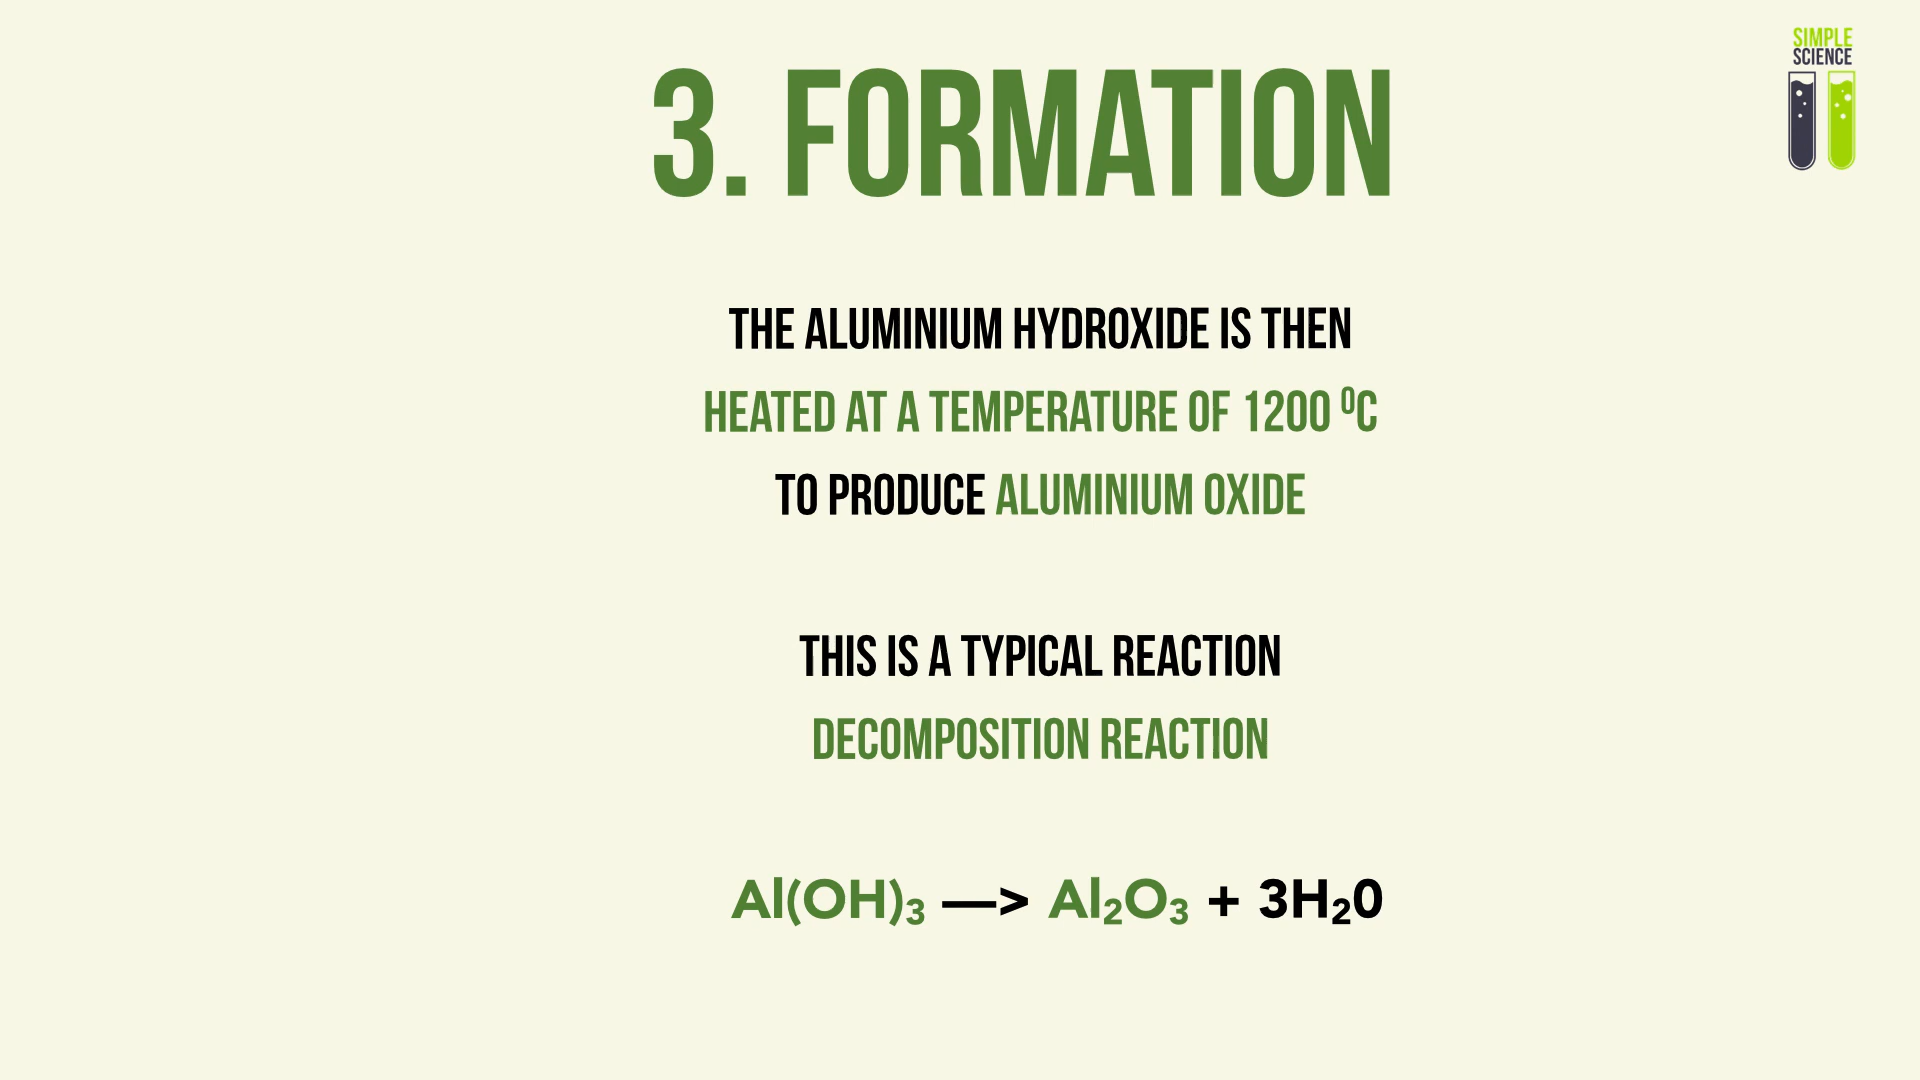 SIMPLE
SCIENCE
3. FORMATION
THE ALUMINIUM HYDROXIDE IS THEN
HEATED AT A TEMPERATURE OF 1200 ⁰C
TO PRODUCE ALUMINIUM OXIDE
THIS IS A TYPICAL REACTION
DECOMPOSITION REACTION
Al(OH)₃ —> Al₂O₃ + 3H₂0